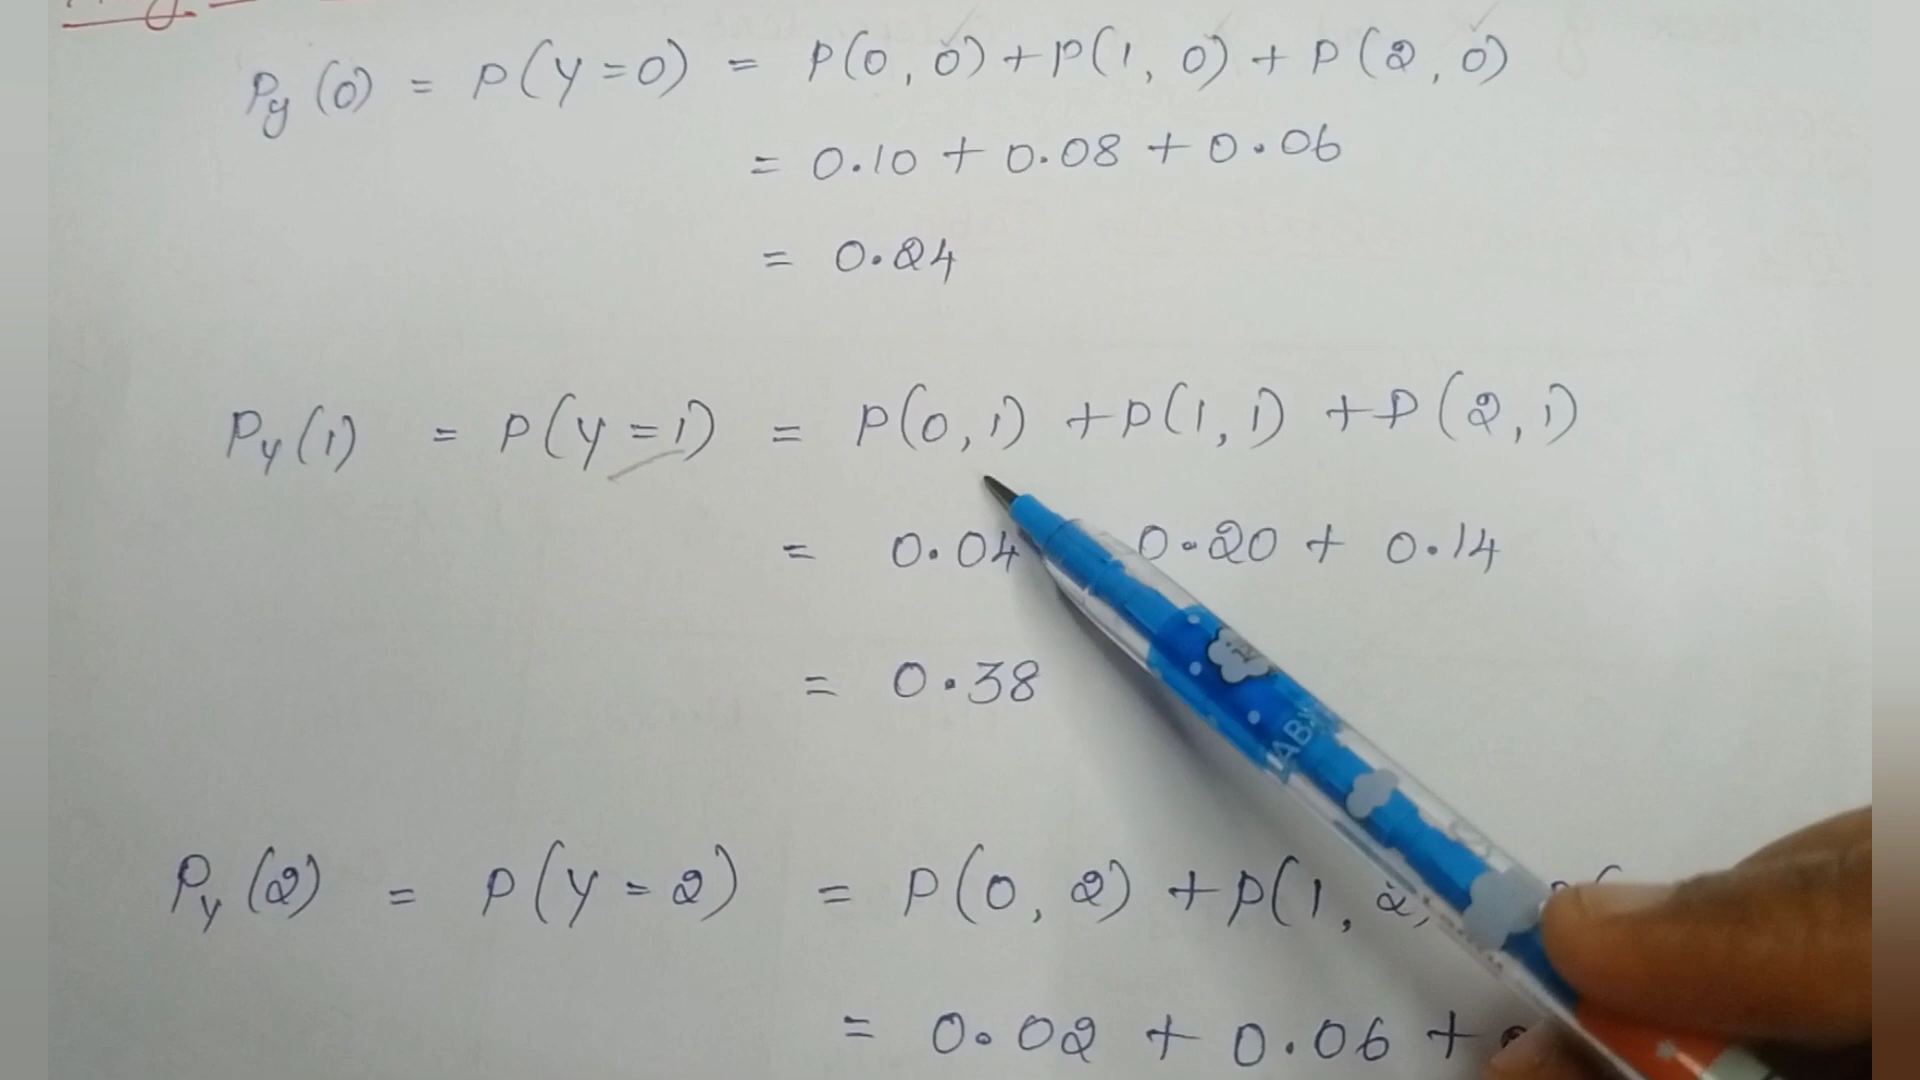 Py(0) = P(Y=0) = P(0,0)+P(1,0)+P(2,0)
= 0.10 + 0.08 + 0.06
= 0.24
Py(1) = P(Y=1) = P(0,1) +P(1,1) +P(2,1)
= 0.04 0.20 + 0.14
= 0.38
Py(2) = P(Y=2) = P(0,2) +P(1,2,
= 0.02 + 0.06 +